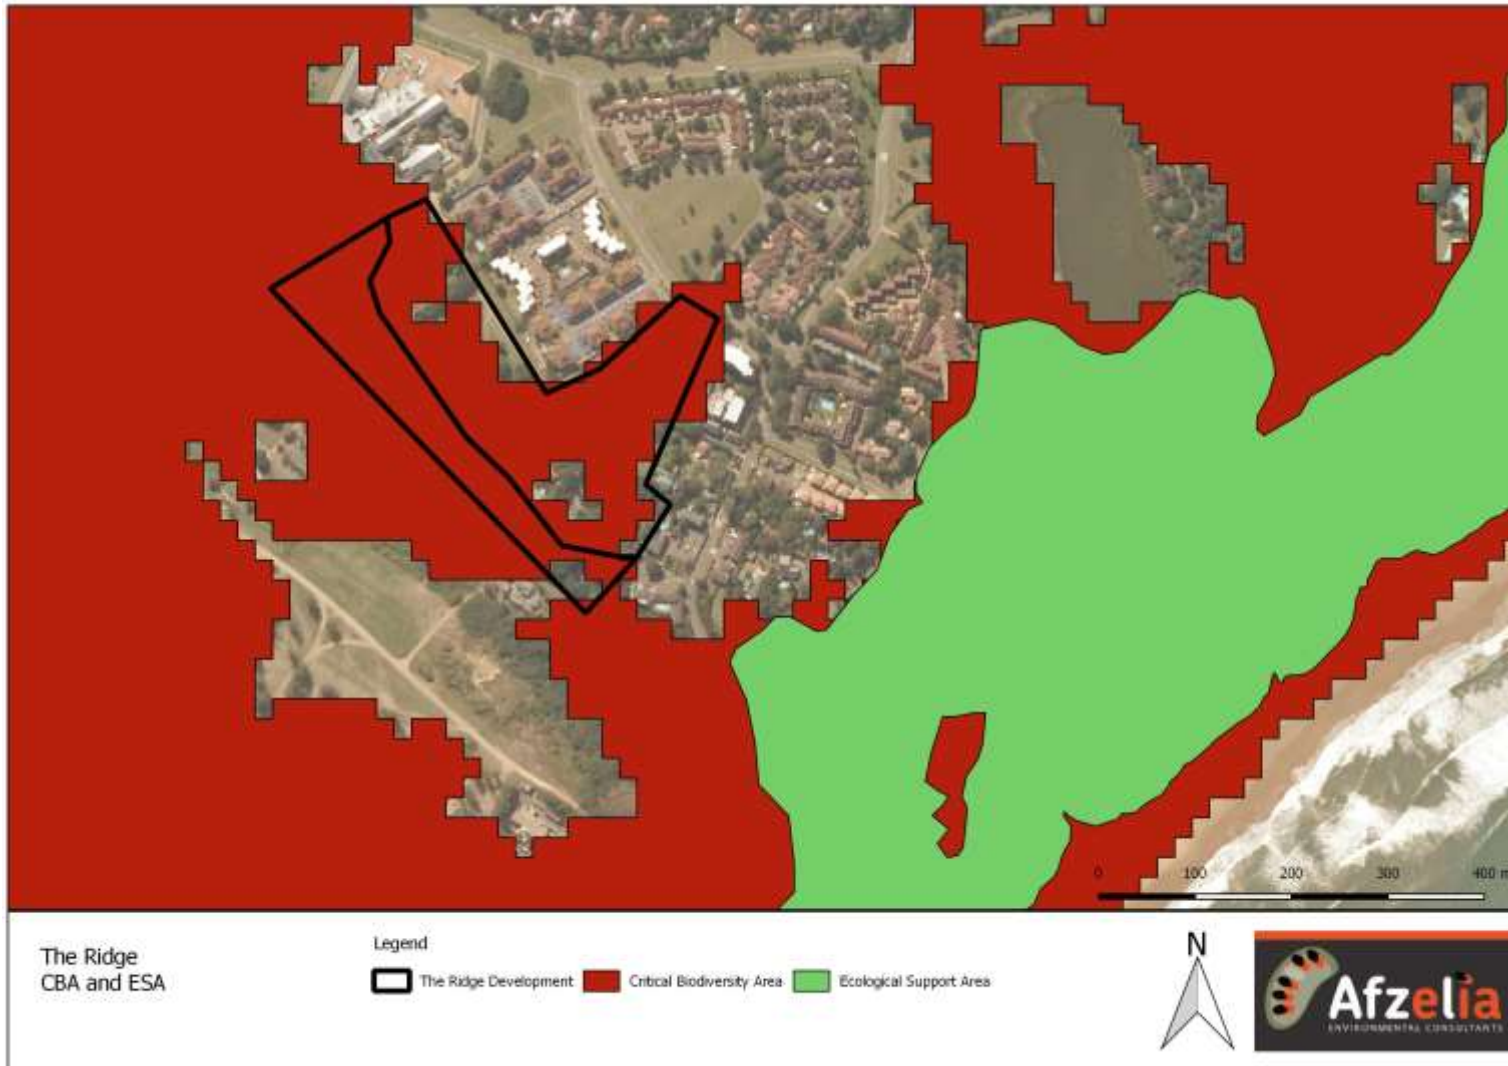 0 100 200 300 400 m
The Ridge
CBA and ESA
Legend
The Ridge Development
Critical Biodiversity Area
Ecological Support Area
N
Afzelia
ENVIRONMENTAL CONSULTANTS